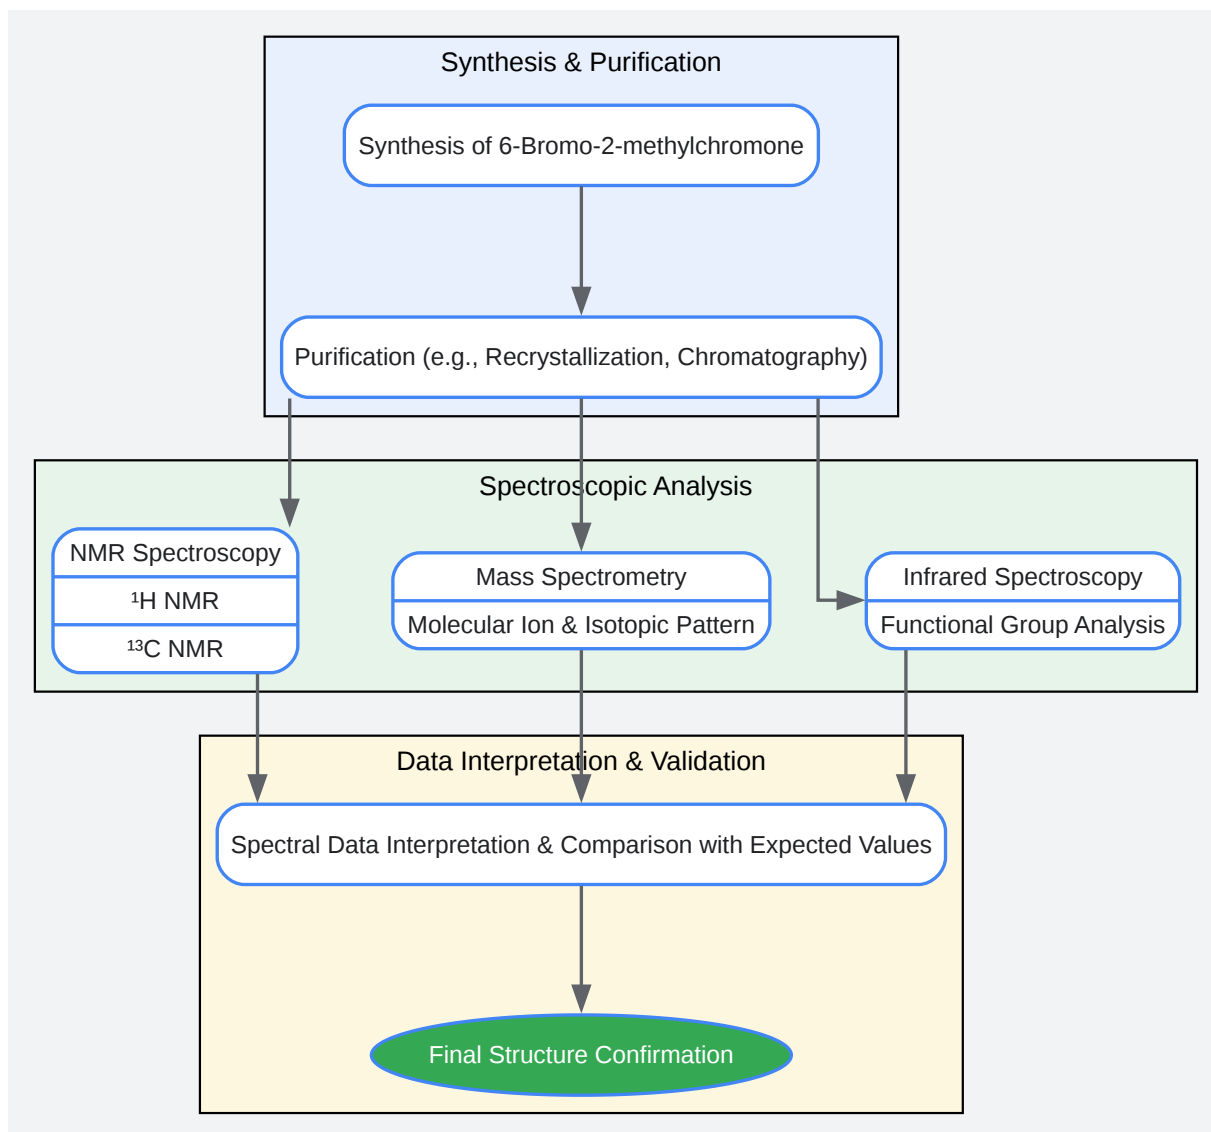 Synthesis & Purification
Synthesis of 6-Bromo-2-methylchromone
Purification (e.g., Recrystallization, Chromatography)
Spectroscopic Analysis
NMR Spectroscopy
¹H NMR
¹³C NMR
Mass Spectrometry
Molecular Ion & Isotopic Pattern
Infrared Spectroscopy
Functional Group Analysis
Data Interpretation & Validation
Spectral Data Interpretation & Comparison with Expected Values
Final Structure Confirmation